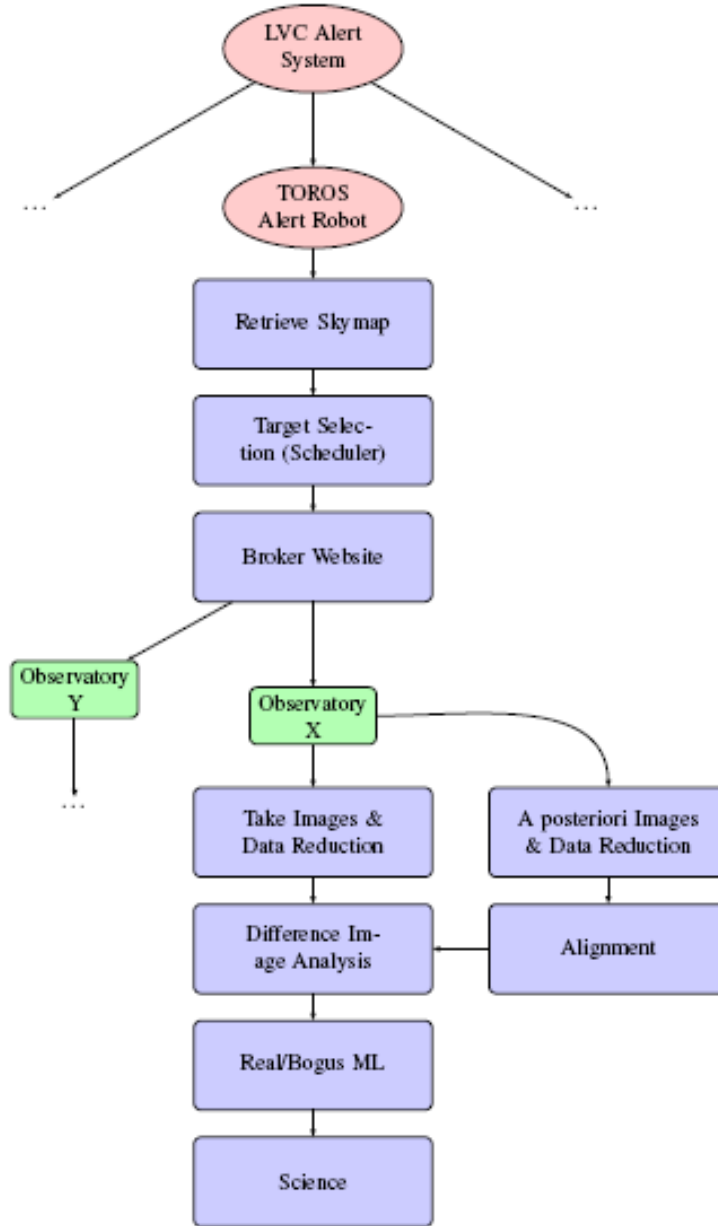 LVC Alert
System
...
...
TOROS
Alert Robot
Retrieve Skymap
Target Selec-
tion (Scheduler)
Broker Website
Observatory
Y
Observatory
X
...
Take Images &
Data Reduction
A posteriori Images
& Data Reduction
Difference Im-
age Analysis
Alignment
Real/Bogus ML
Science